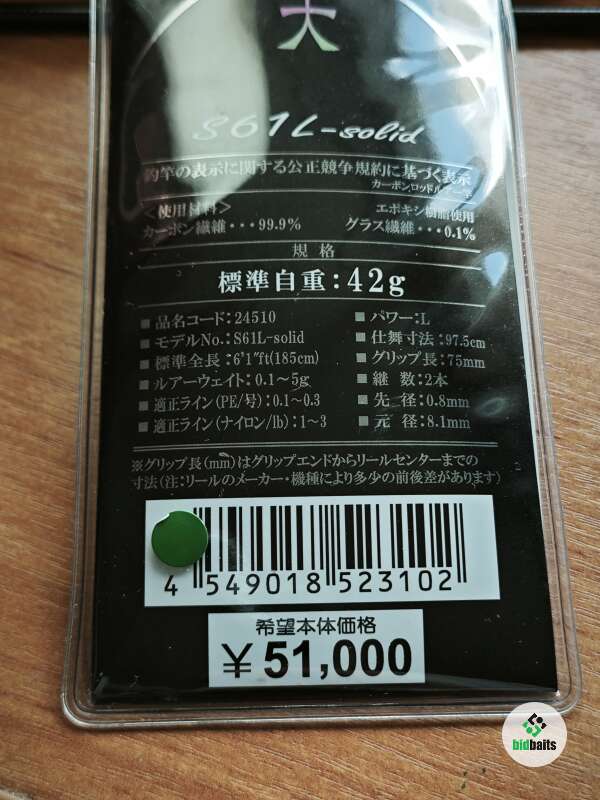 大
S61L-solid
釣竿の表示に関する公正競争規約に基づく表示
<使用材料> エポキシ樹脂使用
カーボン繊維・・・99.9% グラス繊維・・・0.1%
規格
標準自重：42g
■ 品名コード：24510 ■ パワー：L
■ モデルNo.：S61L-solid ■ 仕舞寸法：97.5cm
■ 標準全長：6'1"ft(185cm) ■ グリップ長：75mm
■ ルアーウェイト：0.1～5g ■ 継 数：2本
■ 適正ライン(PE/号)：0.1～0.3 ■ 先 径：0.8mm
■ 適正ライン(ナイロン/lb)：1～3 ■ 元 径：8.1mm
※グリップ長(mm)はグリップエンドからリールセンターまでの
寸法(注：リールのメーカー・機種により多少の前後差があります)
4 549018 523102
希望本体価格
¥51,000
bidbaits